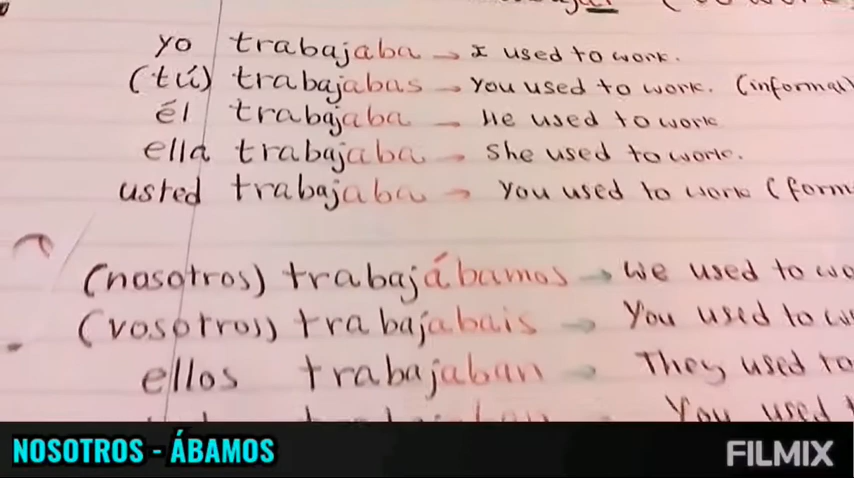 yo trabajaba → I used to work.
(tú) trabajabas → You used to work. (informal)
él trabajaba → He used to work
ella trabajaba → She used to work.
usted trabajaba → You used to work (form
(nosotros) trabajábamos → We used to wo
(vosotros) trabajabais → You used to w
ellos trabajaban → They used to
You used t
NOSOTROS - ÁBAMOS
FILMIX